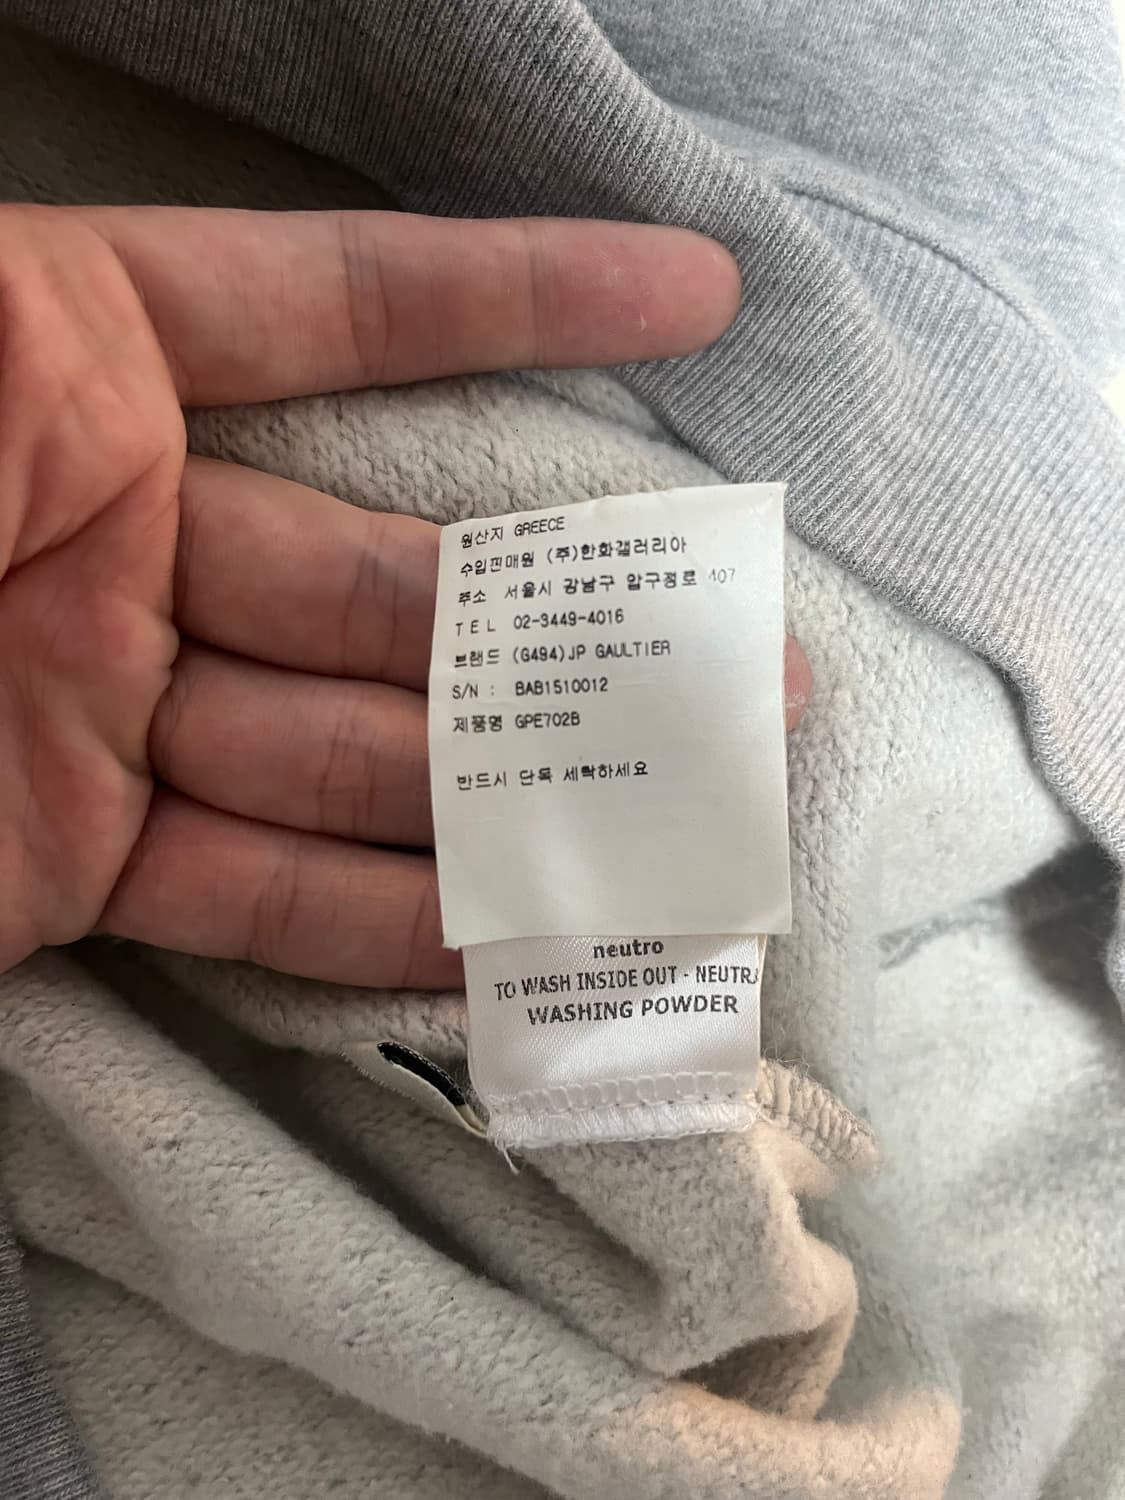 원산지 GREECE
수입판매원 (주)한화갤러리아
주소 서울시 강남구 압구정로 407
TEL 02-3449-4016
브랜드 (G494)JP GAULTIER
S/N : BAB1510012
제품명 GPE702B
반드시 단독 세탁하세요
neutro
TO WASH INSIDE OUT - NEUTRA
WASHING POWDER